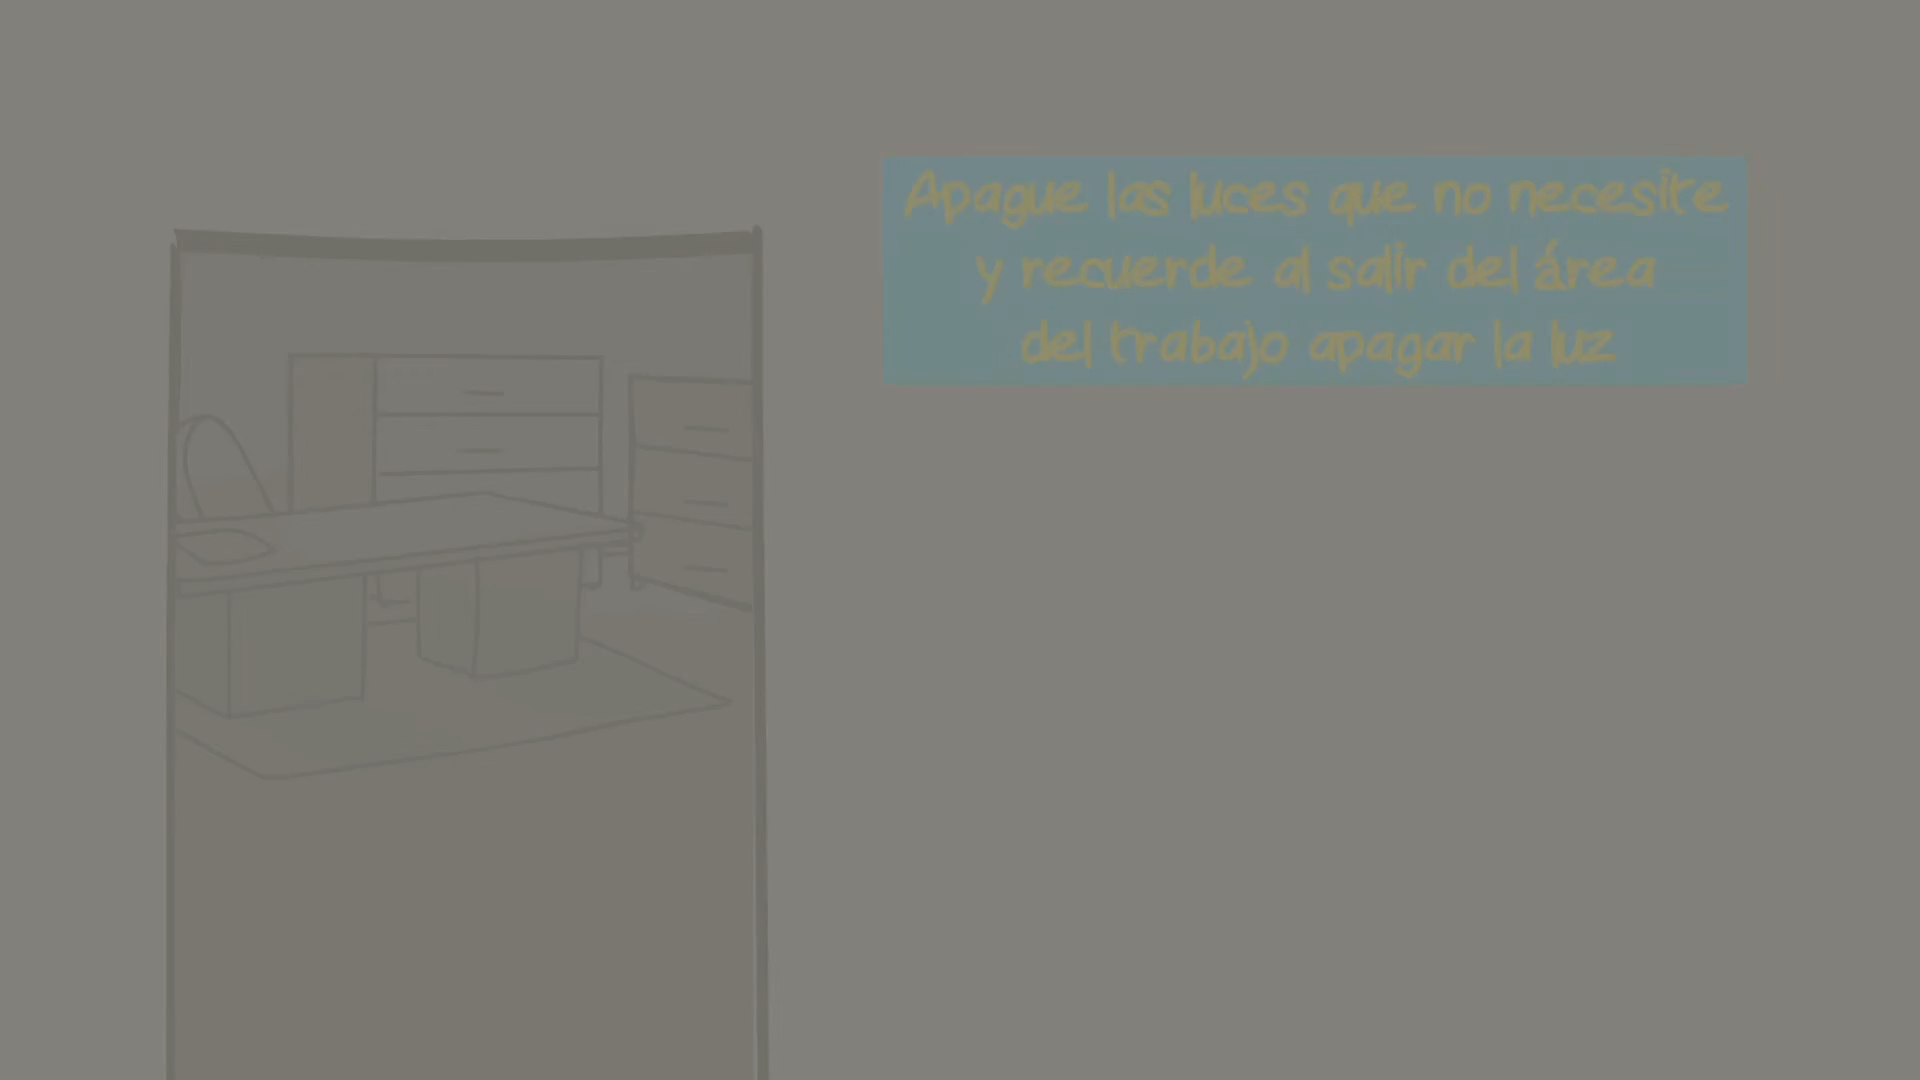 Apague las luces que no necesite
y recuerde al salir del área
del trabajo apagar la luz